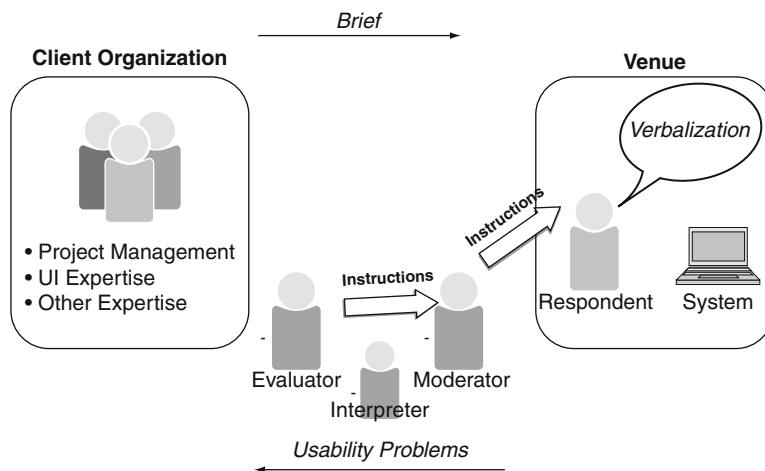 Brief
Client Organization
Venue
Verbalization
Instructions
• Project Management
• UI Expertise
• Other Expertise
Instructions
Respondent
System
Evaluator
Moderator
Interpreter
Usability Problems